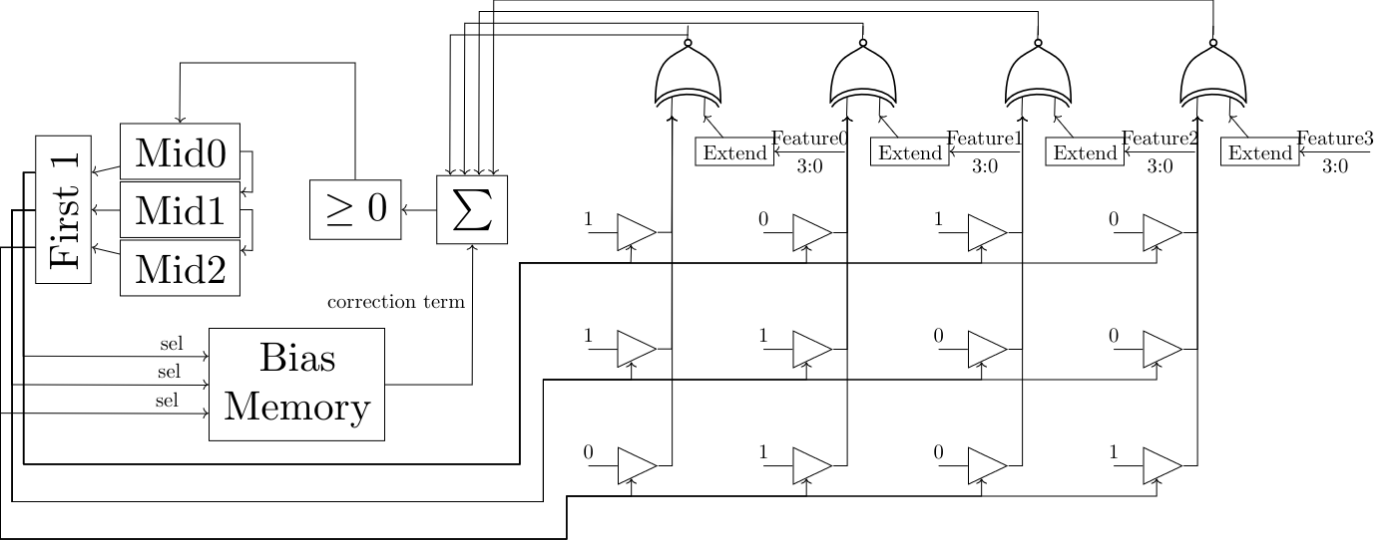 Feature0
Feature1
Feature2
Feature3
Extend
Extend
Extend
Extend
3:0
3:0
3:0
3:0
First 1
Mid0
Mid1
Mid2
≥ 0
∑
1
0
1
0
correction term
sel
sel
sel
Bias
Memory
1
1
0
0
0
1
0
1